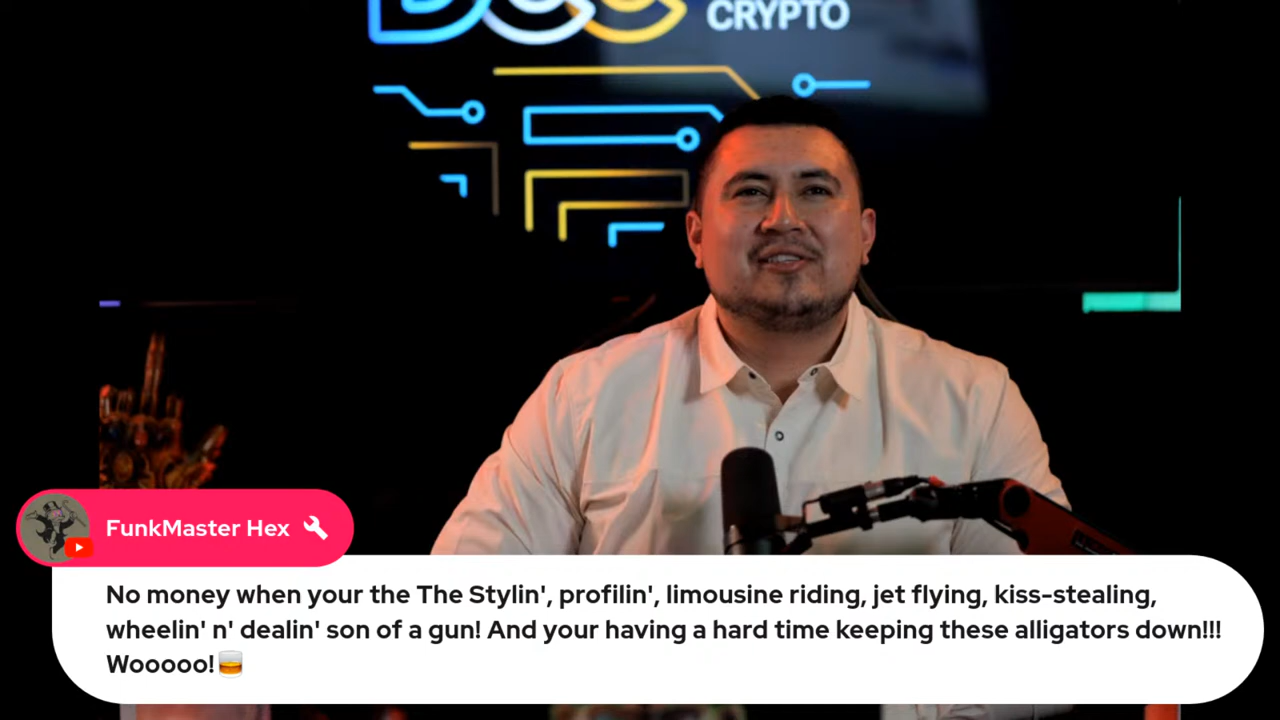 CRYPTO
FunkMaster Hex
No money when your the The Stylin', profilin', limousine riding, jet flying, kiss-stealing,
wheelin' n' dealin' son of a gun! And your having a hard time keeping these alligators down!!!
Wooooo!🥃